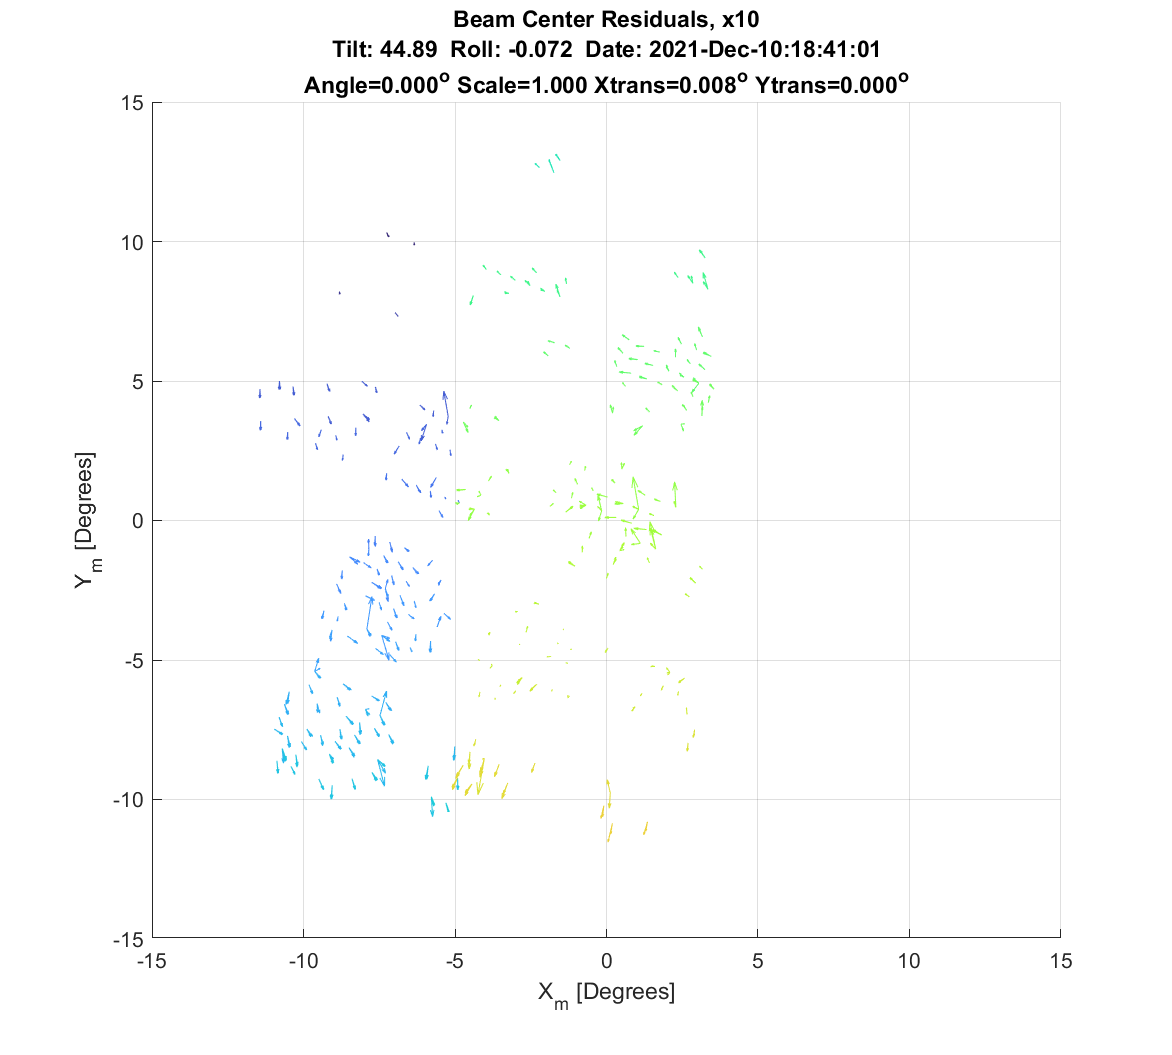 Beam Center Residuals, x10
Tilt: 44.89 Roll: -0.072 Date: 2021-Dec-10:18:41:01
Angle=0.000° Scale=1.000 Xtrans=0.008° Ytrans=0.000°
15
10
5
0
-5
-10
-15
Y_m [Degrees]
-15 -10 -5 0 5 10 15
X_m [Degrees]